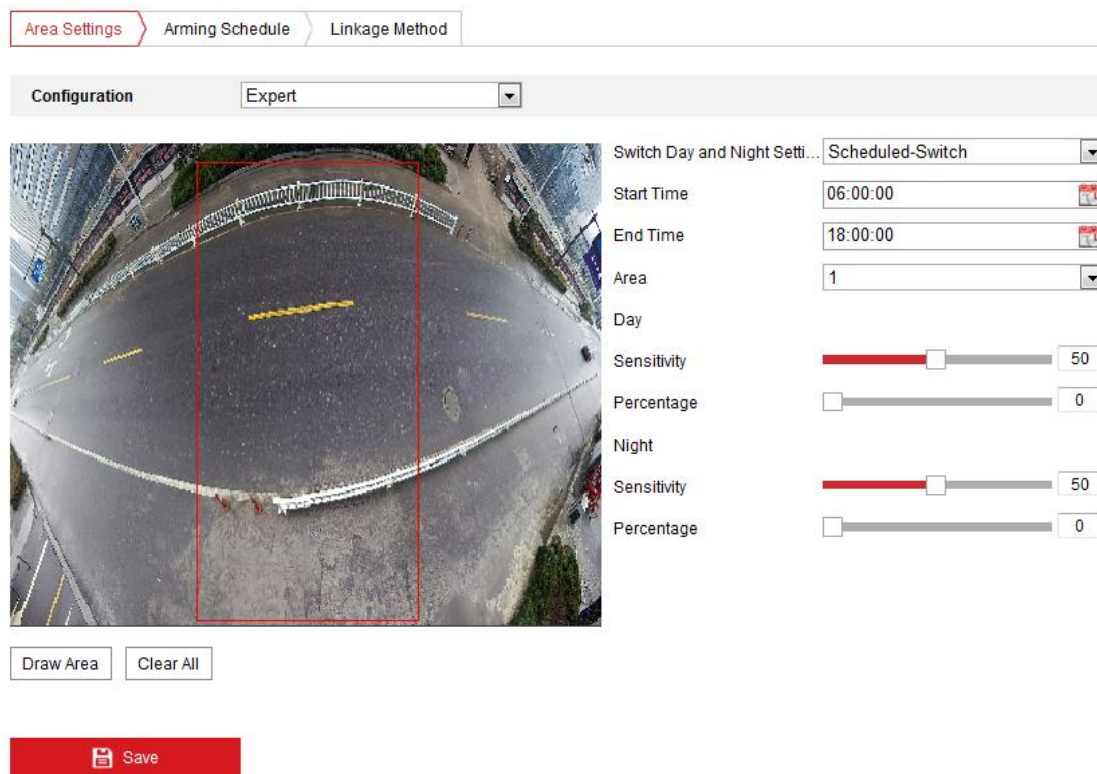 Area Settings Arming Schedule Linkage Method
Configuration Expert
Switch Day and Night Setti... Scheduled-Switch
Start Time 06:00:00
End Time 18:00:00
Area 1
Day
Sensitivity 50
Percentage 0
Night
Sensitivity 50
Percentage 0
Draw Area Clear All
Save